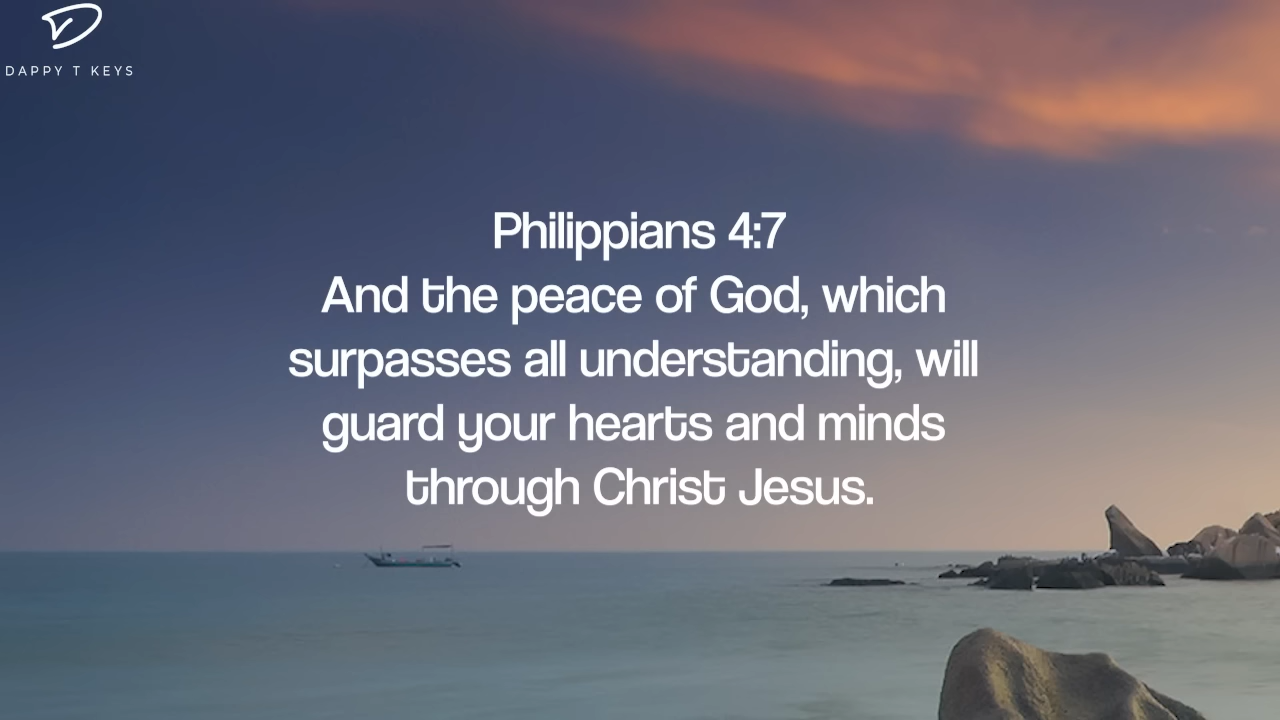 DAPPY T KEYS
Philippians 4:7
And the peace of God, which
surpasses all understanding, will
guard your hearts and minds
through Christ Jesus.